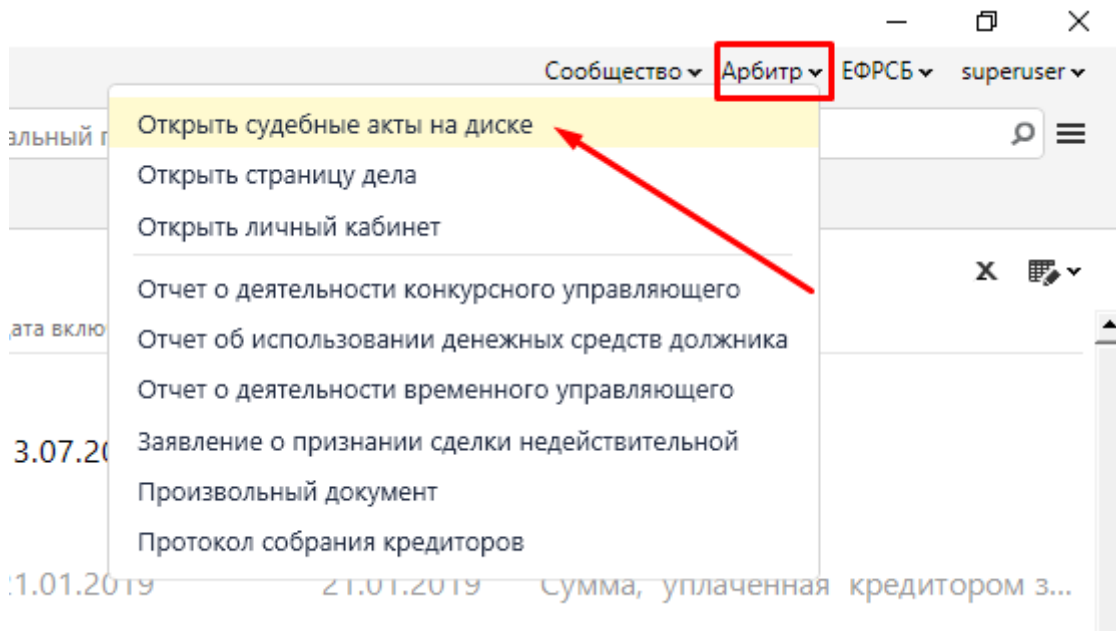 Сообщество Арбитр ЕФРСБ superuser
Открыть судебные акты на диске
Открыть страницу дела
Открыть личный кабинет
Отчет о деятельности конкурсного управляющего
Отчет об использовании денежных средств должника
Отчет о деятельности временного управляющего
Заявление о признании сделки недействительной
Произвольный документ
Протокол собрания кредиторов
21.01.2019 21.01.2019 Сумма, уплаченная кредитором з...